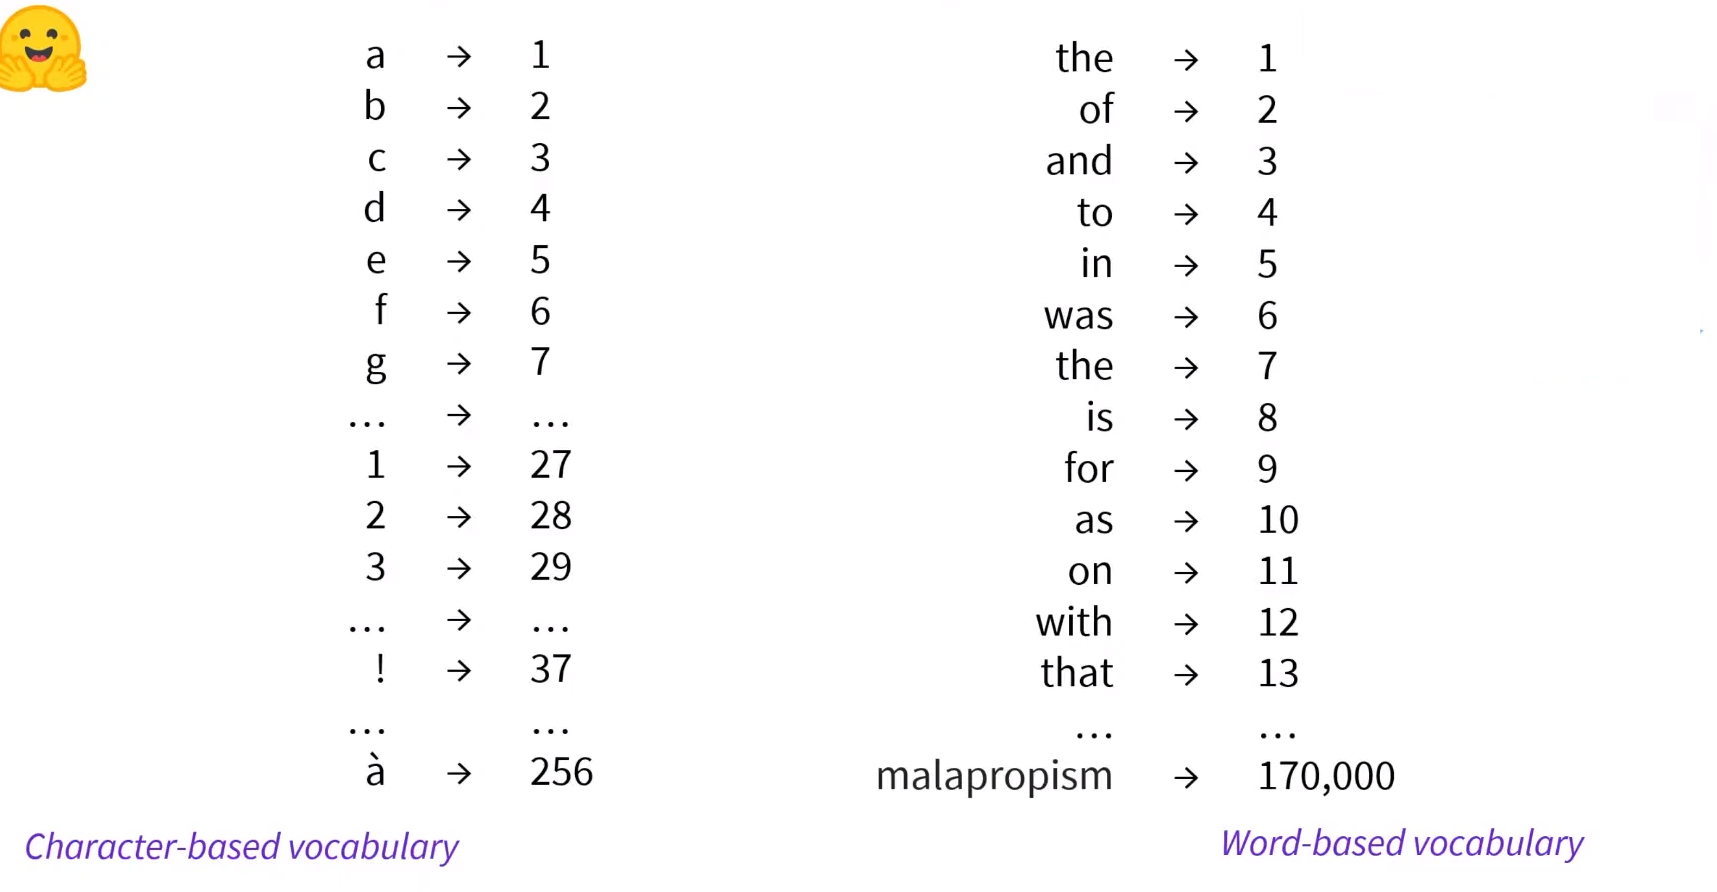 a → 1
b → 2
c → 3
d → 4
e → 5
f → 6
g → 7
... → ...
1 → 27
2 → 28
3 → 29
... → ...
! → 37
... ...
à → 256
Character-based vocabulary
the → 1
of → 2
and → 3
to → 4
in → 5
was → 6
the → 7
is → 8
for → 9
as → 10
on → 11
with → 12
that → 13
... ...
malapropism → 170,000
Word-based vocabulary